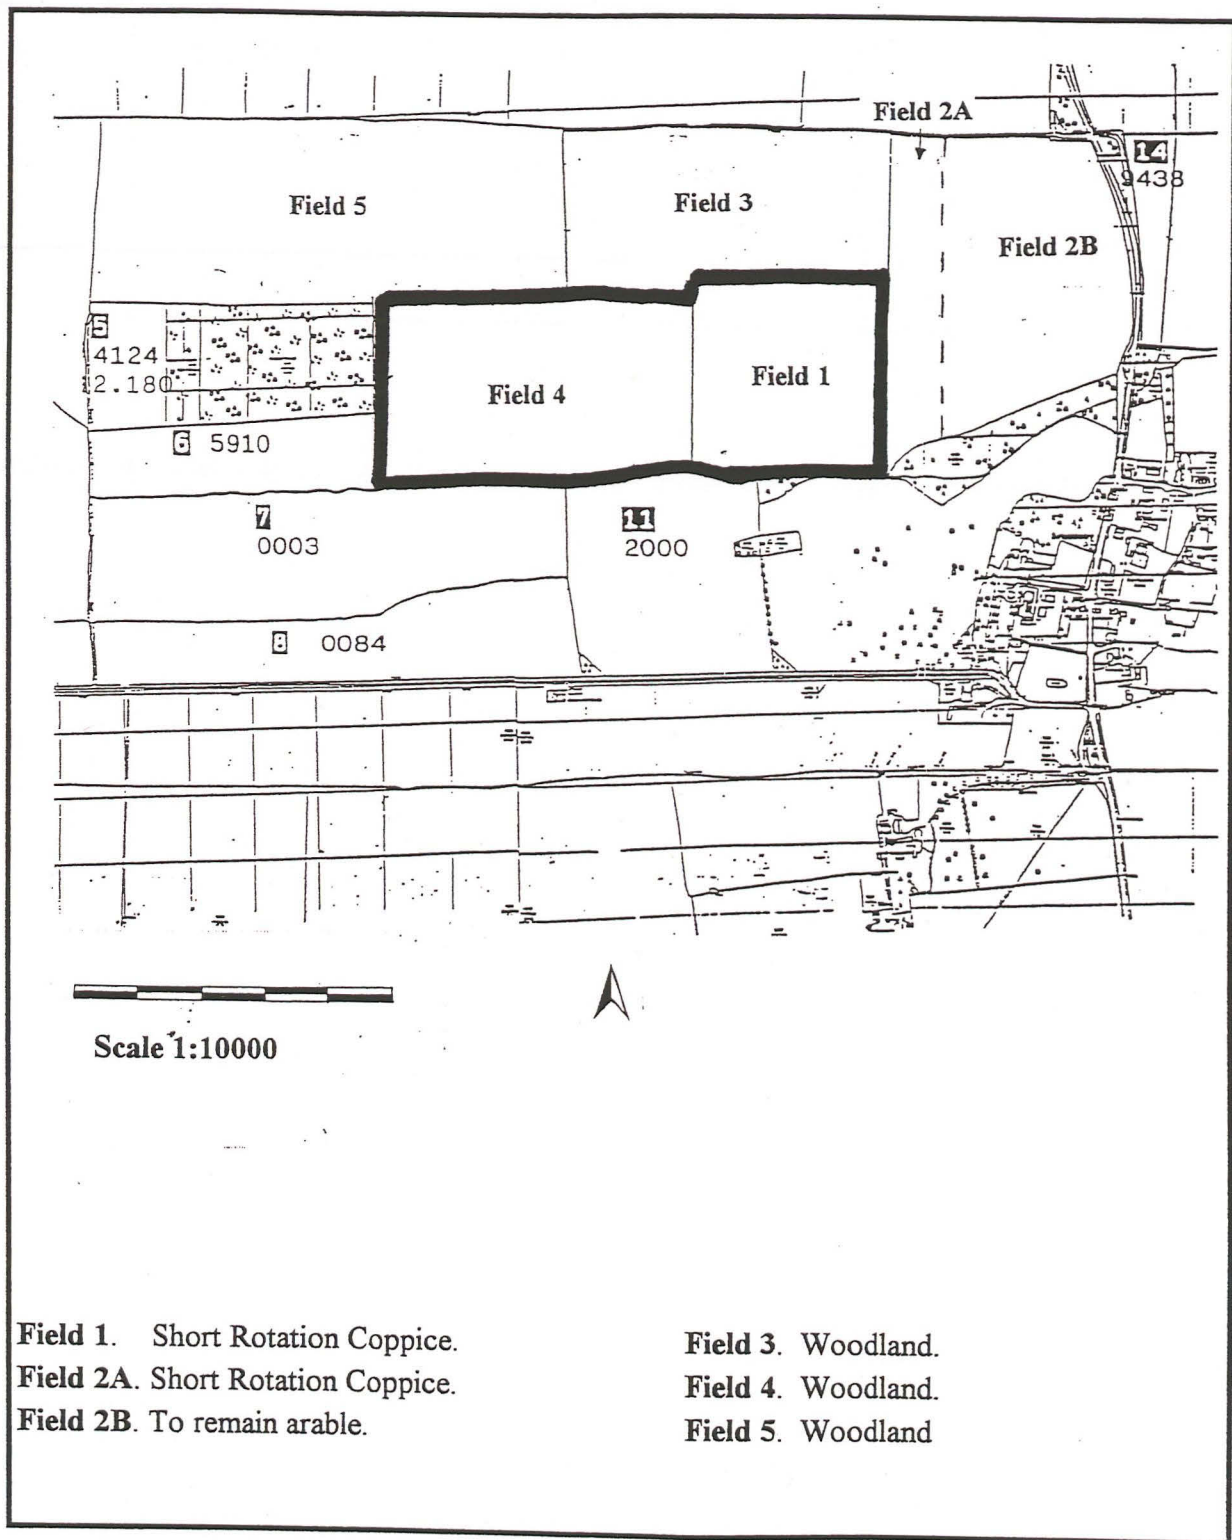 Field 2A
14
9438
Field 5
Field 3
Field 2B
5
4124
2.180
Field 4
Field 1
6 5910
7
0003
11
2000
8 0084
Scale 1:10000
Field 1. Short Rotation Coppice.
Field 2A. Short Rotation Coppice.
Field 2B. To remain arable.
Field 3. Woodland.
Field 4. Woodland.
Field 5. Woodland